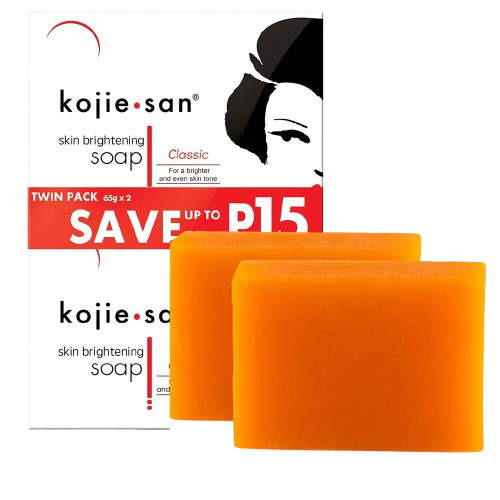 kojie•san®
skin brightening
soap
Classic
For a brighter
and even skin tone
TWIN PACK 65g x 2
SAVE UP TO P15
kojie•sa
skin brightening
soap
and